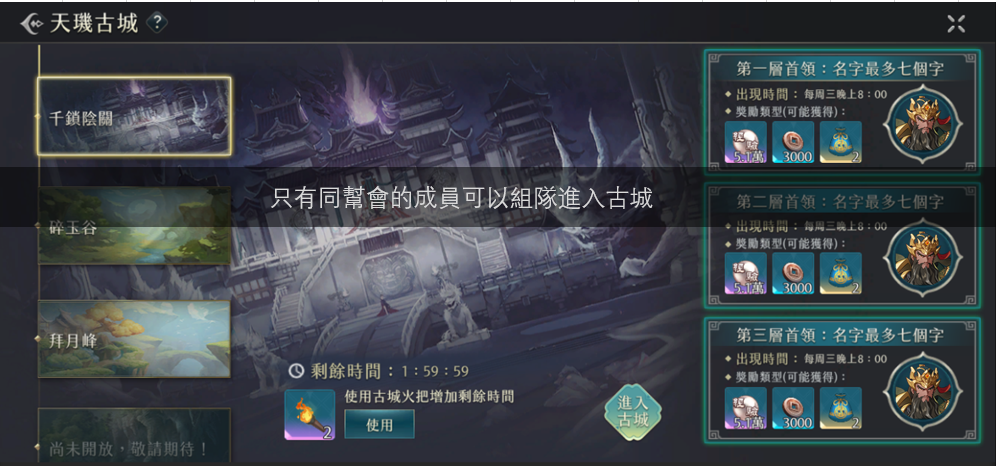 天璣古城 ?
千鎖陰關
碎玉谷
拜月峰
尚未開放，敬請期待！
只有同幫會的成員可以組隊進入古城
剩餘時間：1:59:59
使用古城火把增加剩餘時間
2
使用
進入
古城
第一層首領：名字最多七個字
出現時間：每周三晚上8：00
獎勵類型(可能獲得)：
5.1萬
3000
2
第二層首領：名字最多七個字
出現時間：每周三晚上8：00
獎勵類型(可能獲得)：
5.1萬
3000
2
第三層首領：名字最多七個字
出現時間：每周三晚上8：00
獎勵類型(可能獲得)：
5.1萬
3000
2